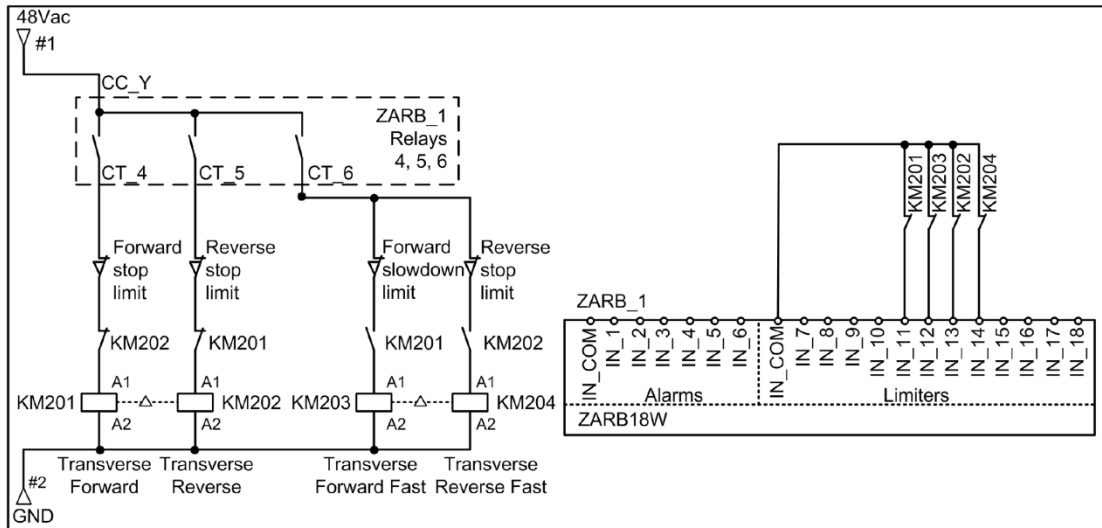 48Vac
#1
CC_Y
ZARB_1
Relays
4, 5, 6
CT_4
CT_5
CT_6
Forward
stop
limit
Reverse
stop
limit
Forward
slowdown
limit
Reverse
stop
limit
KM202
KM201
KM201
KM202
A1
A1
A1
A1
KM201
KM202
KM203
KM204
A2
A2
A2
A2
Transverse
Forward
Transverse
Reverse
Transverse
Forward Fast
Transverse
Reverse Fast
#2
GND
KM201
KM203
KM202
KM204
ZARB_1
IN_COM
IN_1
IN_2
IN_3
IN_4
IN_5
IN_6
IN_COM
IN_7
IN_8
IN_9
IN_10
IN_11
IN_12
IN_13
IN_14
IN_15
IN_16
IN_17
IN_18
Alarms
Limiters
ZARB18W